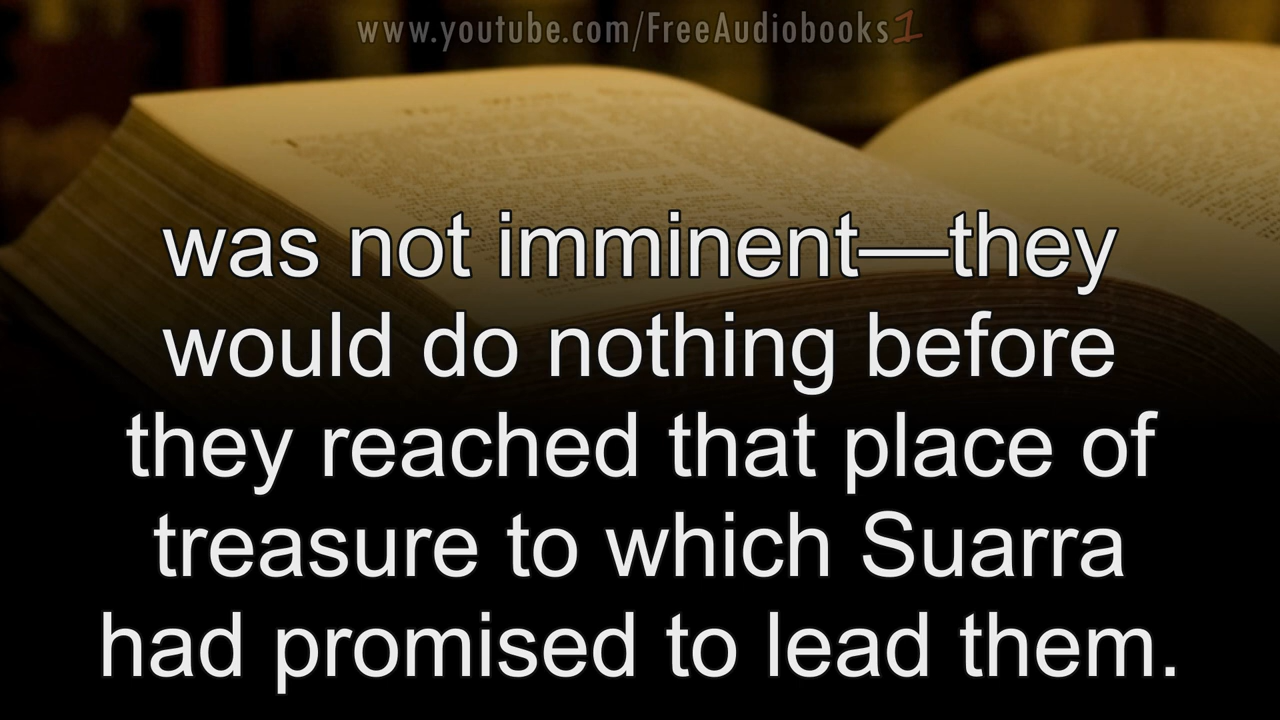 www.youtube.com/FreeAudiobooks1
was not imminent—they
would do nothing before
they reached that place of
treasure to which Suarra
had promised to lead them.